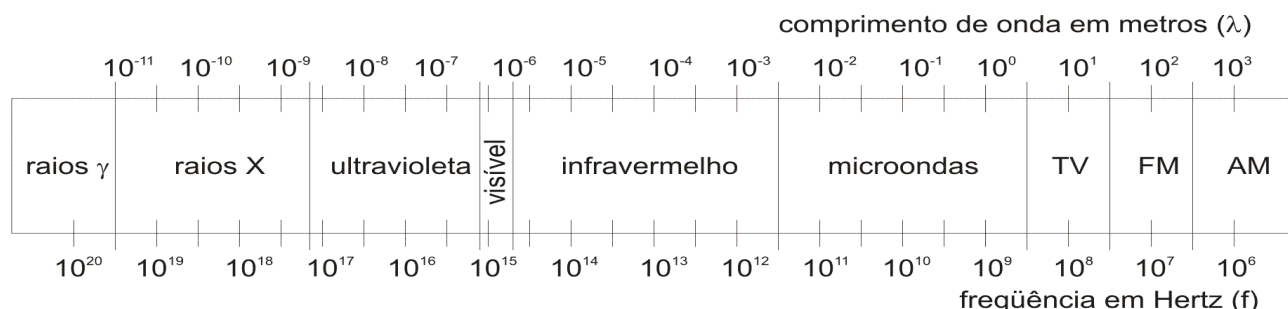 comprimento de onda em metros (λ)
10⁻¹¹ 10⁻¹⁰ 10⁻⁹ 10⁻⁸ 10⁻⁷ 10⁻⁶ 10⁻⁵ 10⁻⁴ 10⁻³ 10⁻² 10⁻¹ 10⁰ 10¹ 10² 10³
raios γ raios X ultravioleta visível infravermelho microondas TV FM AM
10²⁰ 10¹⁹ 10¹⁸ 10¹⁷ 10¹⁶ 10¹⁵ 10¹⁴ 10¹³ 10¹² 10¹¹ 10¹⁰ 10⁹ 10⁸ 10⁷ 10⁶
freqüência em Hertz (f)